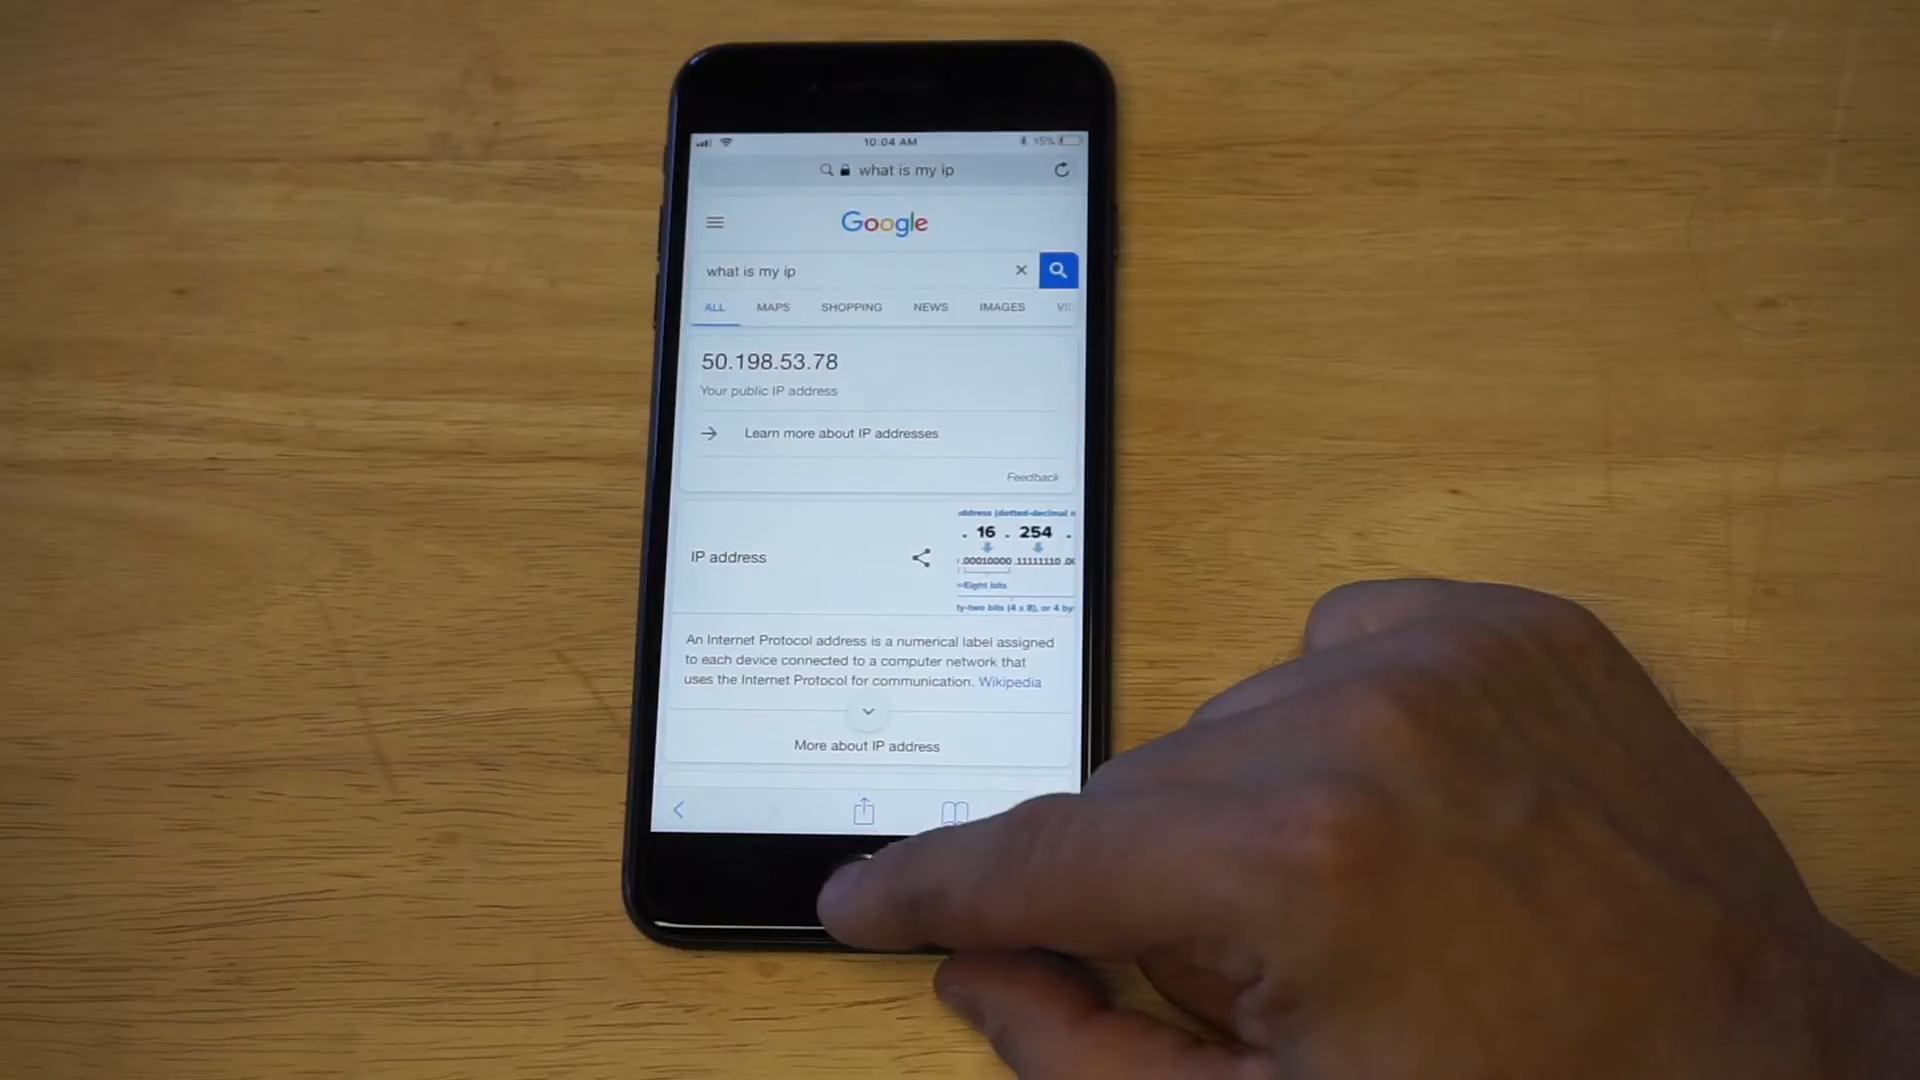 10:04 AM
15%
what is my ip
Google
what is my ip
ALL MAPS SHOPPING NEWS IMAGES
50.198.53.78
Your public IP address
Learn more about IP addresses
Feedback
address (dotted-decimal
. 16 . 254 .
.00010000 .11111110 .00
Eight bits
ty-two bits (4 x 8), or 4 by
IP address
An Internet Protocol address is a numerical label assigned
to each device connected to a computer network that
uses the Internet Protocol for communication. Wikipedia
More about IP address